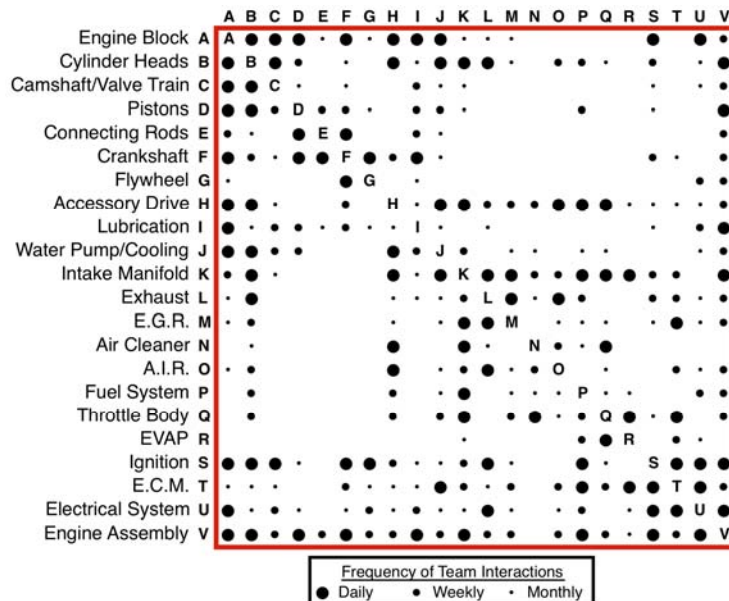 A B C D E F G H I J K L M N O P Q R S T U V
Engine Block A A
Cylinder Heads B B
Camshaft/Valve Train C C
Pistons D D
Connecting Rods E E
Crankshaft F F
Flywheel G G
Accessory Drive H H
Lubrication I I
Water Pump/Cooling J J
Intake Manifold K K
Exhaust L L
E.G.R. M M
Air Cleaner N N
A.I.R. O O
Fuel System P P
Throttle Body Q Q
EVAP R R
Ignition S S
E.C.M. T T
Electrical System U U
Engine Assembly V V
Frequency of Team Interactions
Daily Weekly Monthly